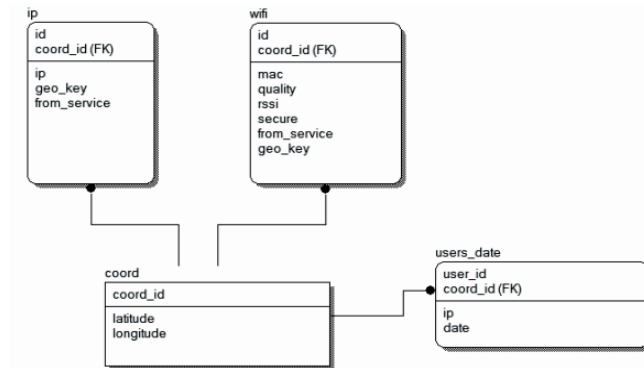 ip
id
coord_id (FK)
ip
geo_key
from_service
wifi
id
coord_id (FK)
mac
quality
rssi
secure
from_service
geo_key
coord
coord_id
latitude
longitude
users_date
user_id
coord_id (FK)
ip
date